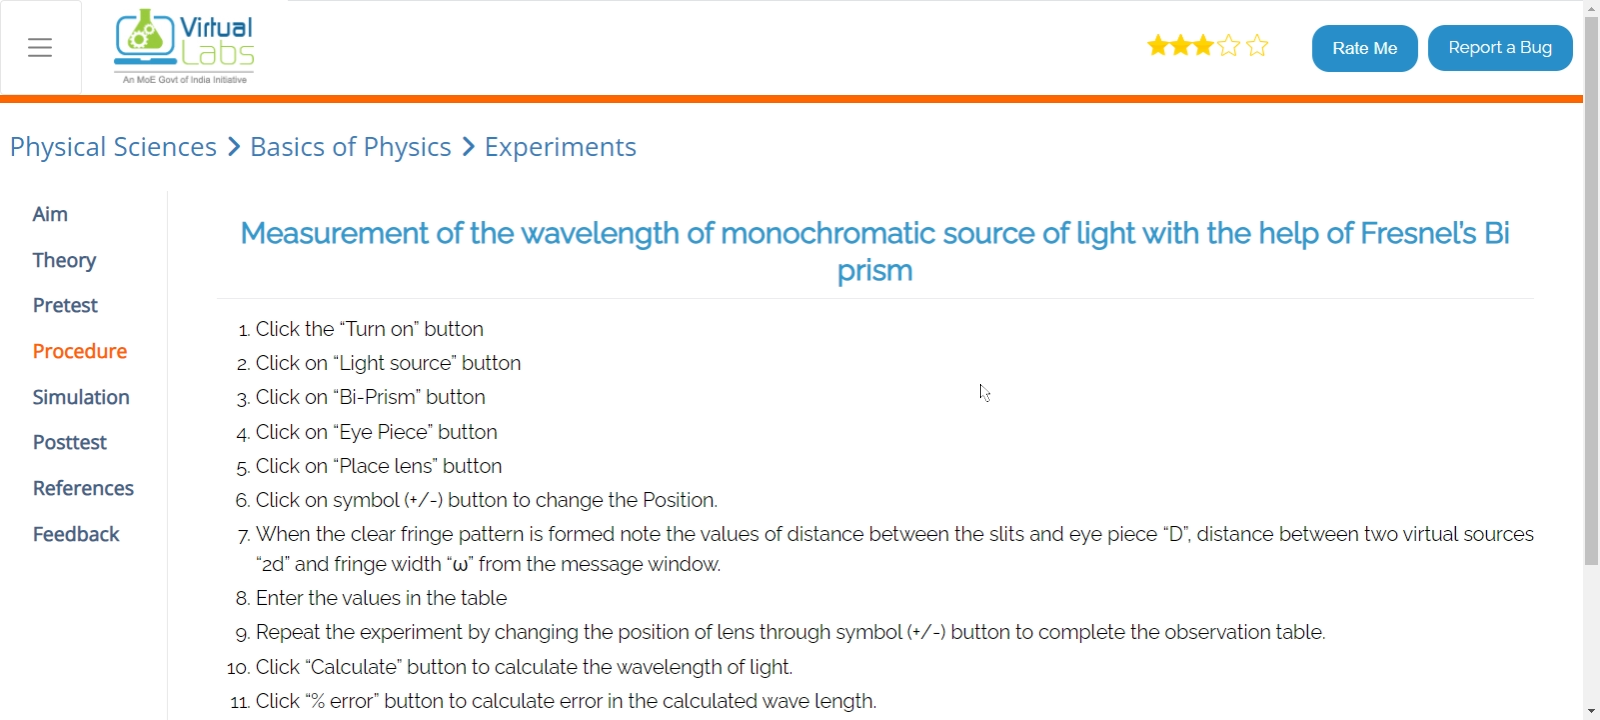 Virtual
Labs
An MoE Govt of India Initiative
Rate Me
Report a Bug
Physical Sciences > Basics of Physics > Experiments
Aim
Theory
Pretest
Procedure
Simulation
Posttest
References
Feedback
Measurement of the wavelength of monochromatic source of light with the help of Fresnel's Bi
prism
1. Click the “Turn on” button
2. Click on “Light source” button
3. Click on “Bi-Prism” button
4. Click on “Eye Piece” button
5. Click on “Place lens” button
6. Click on symbol (+/-) button to change the Position.
7. When the clear fringe pattern is formed note the values of distance between the slits and eye piece “D”, distance between two virtual sources
“2d” and fringe width “ω” from the message window.
8. Enter the values in the table
9. Repeat the experiment by changing the position of lens through symbol (+/-) button to complete the observation table.
10. Click “Calculate” button to calculate the wavelength of light.
11. Click “% error” button to calculate error in the calculated wave length.